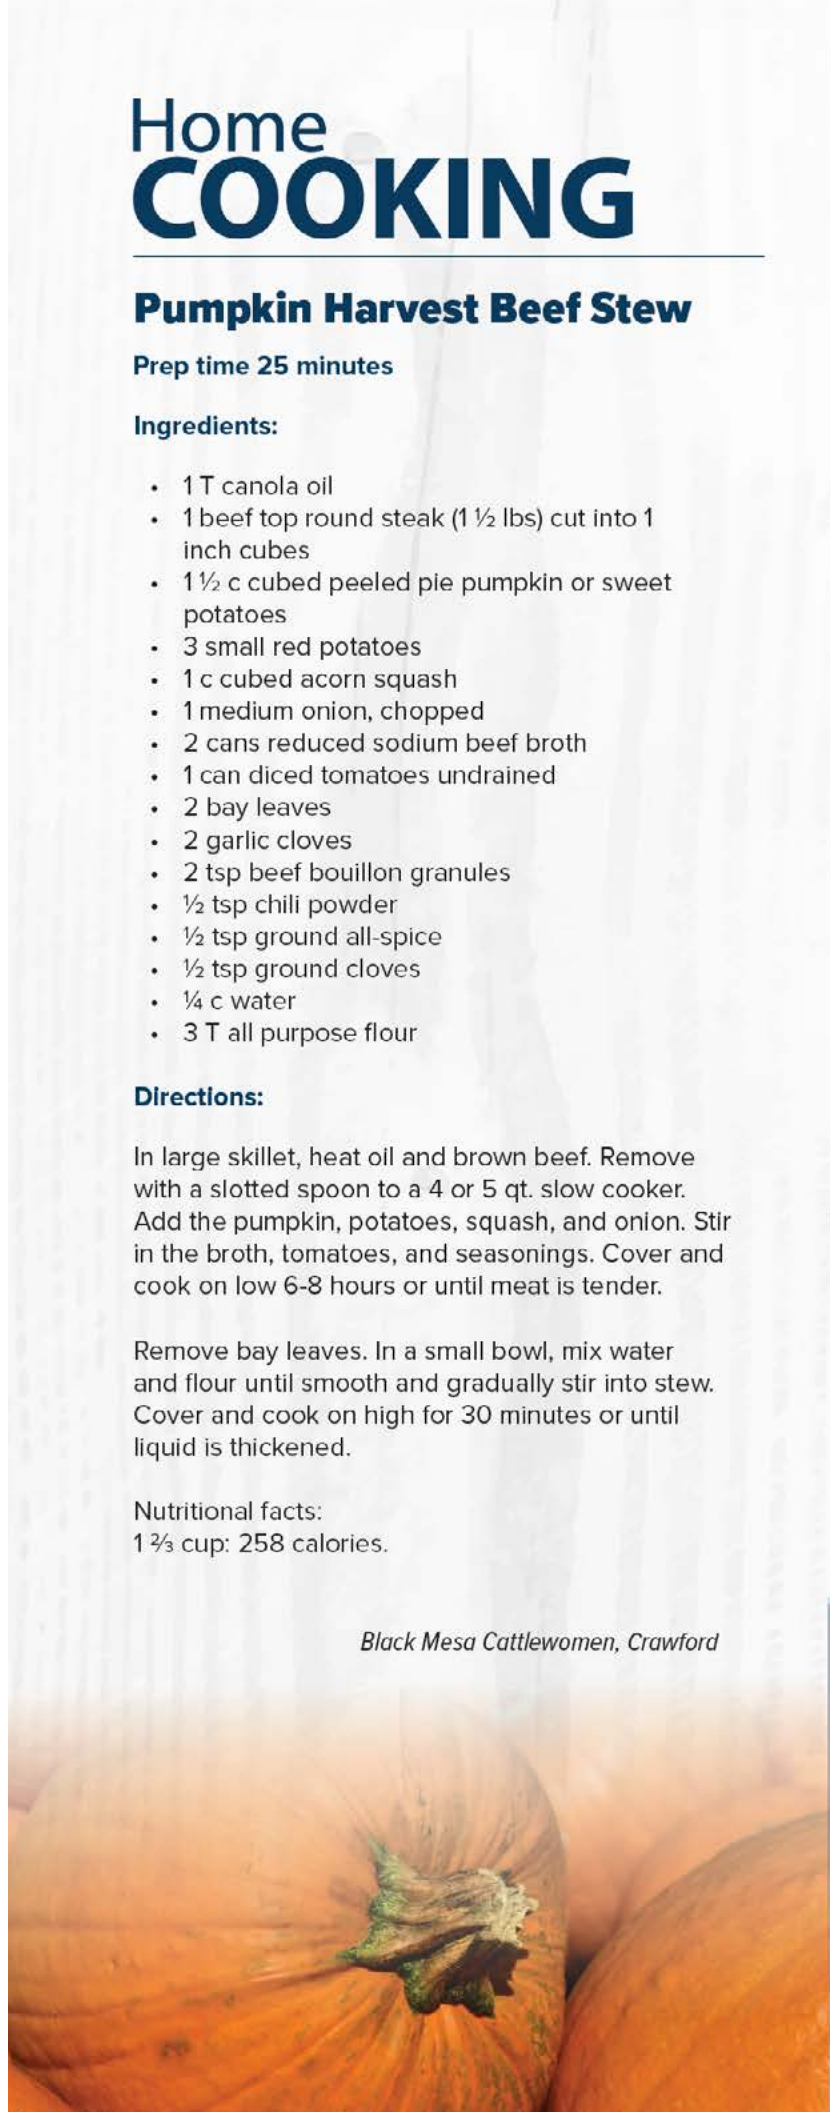 Home
COOKING
Pumpkin Harvest Beef Stew
Prep time 25 minutes
Ingredients:
• 1 T canola oil
• 1 beef top round steak (1 ½ lbs) cut into 1
inch cubes
• 1 ½ c cubed peeled pie pumpkin or sweet
potatoes
• 3 small red potatoes
• 1 c cubed acorn squash
• 1 medium onion, chopped
• 2 cans reduced sodium beef broth
• 1 can diced tomatoes undrained
• 2 bay leaves
• 2 garlic cloves
• 2 tsp beef bouillon granules
• ½ tsp chili powder
• ½ tsp ground all-spice
• ½ tsp ground cloves
• ¼ c water
• 3 T all purpose flour
Directions:
In large skillet, heat oil and brown beef. Remove
with a slotted spoon to a 4 or 5 qt. slow cooker.
Add the pumpkin, potatoes, squash, and onion. Stir
in the broth, tomatoes, and seasonings. Cover and
cook on low 6-8 hours or until meat is tender.
Remove bay leaves. In a small bowl, mix water
and flour until smooth and gradually stir into stew.
Cover and cook on high for 30 minutes or until
liquid is thickened.
Nutritional facts:
1 ⅔ cup: 258 calories.
Black Mesa Cattlewomen, Crawford